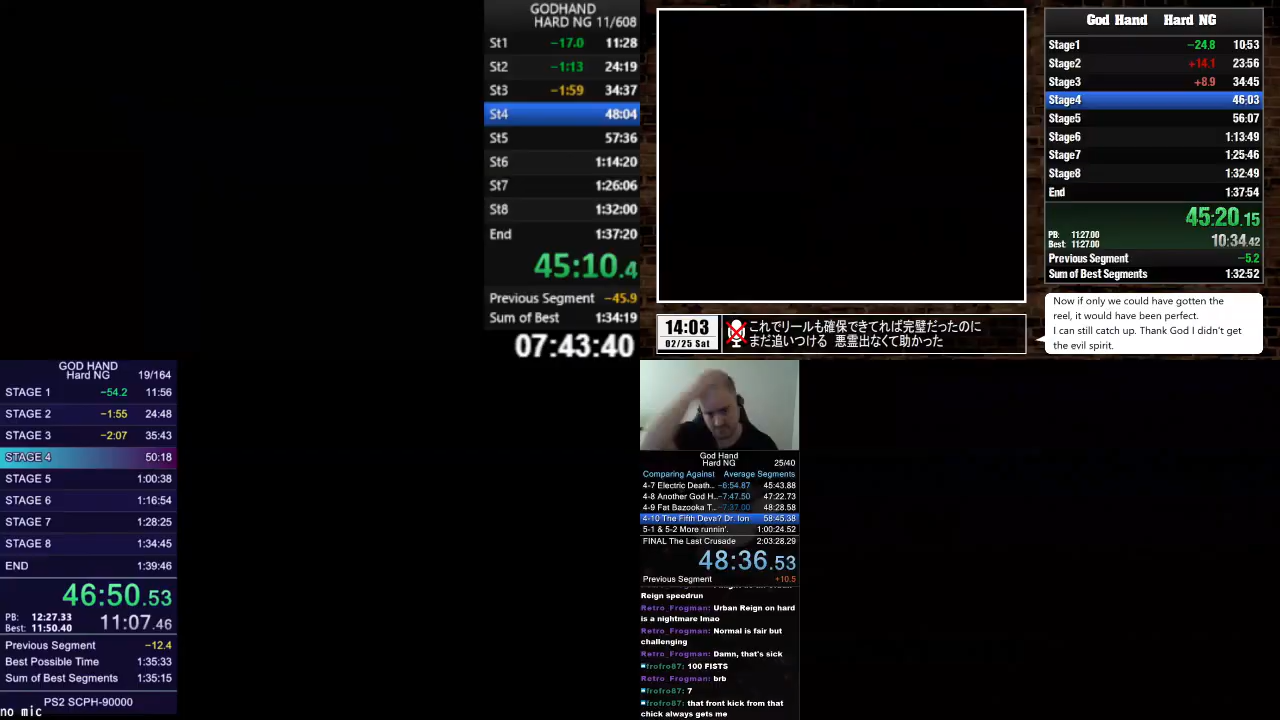 GODHAND
HARD NG 11/608
St1 -17.0 11:28
St2 -1:13 24:19
St3 -1:59 34:37
St4 48:04
St5 57:36
St6 1:14:20
St7 1:26:06
St8 1:32:00
End 1:37:20
45:10.4
Previous Segment -45.9
Sum of Best 1:34:19
07:43:40
God Hand Hard NG
Stage1 -24.8 10:53
Stage2 +14.1 23:56
Stage3 +8.9 34:45
Stage4 46:03
Stage5 56:07
Stage6 1:13:49
Stage7 1:25:46
Stage8 1:32:49
End 1:37:54
45:20.15
PB: 11:27.00
Best: 11:27.00
10:34.42
Previous Segment -5.2
Sum of Best Segments 1:32:52
14:03
02/25 Sat
これでリールも確保できてれば完璧だったのに
まだ追いつける 悪霊出なくて助かった
Now if only we could have gotten the
reel, it would have been perfect.
I can still catch up. Thank God I didn't get
the evil spirit.
GOD HAND
Hard NG 19/164
STAGE 1 -54.2 11:56
STAGE 2 -1:55 24:48
STAGE 3 -2:07 35:43
STAGE 4 50:18
STAGE 5 1:00:38
STAGE 6 1:16:54
STAGE 7 1:28:25
STAGE 8 1:34:45
END 1:39:46
46:50.53
PB: 12:27.33
Best: 11:50.40
11:07.46
Previous Segment -12.4
Best Possible Time 1:35:33
Sum of Best Segments 1:35:15
PS2 SCPH-90000
no mic
God Hand
Hard NG 25/40
Comparing Against Average Segments
4-7 Electric Death.. -6:54.87 45:43.88
4-8 Another God H.. -7:47.50 47:22.73
4-9 Fat Bazooka T.. -7:37.00 48:28.58
4-10 The Fifth Deva? Dr. Ion 58:45.38
5-1 & 5-2 More runnin'. 1:00:24.52
FINAL The Last Crusade 2:03:28.29
48:36.53
Previous Segment +10.5
Reign speedrun
Retro_Frogman: Urban Reign on hard
is a nightmare lmao
Retro_Frogman: Normal is fair but
challenging
Retro_Frogman: Damn, that's sick
frofro87: 100 FISTS
Retro_Frogman: brb
frofro87: 7
frofro87: that front kick from that
chick always gets me